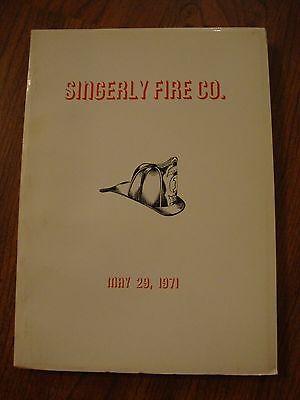 SINGERLY FIRE CO.
MAY 29, 1971